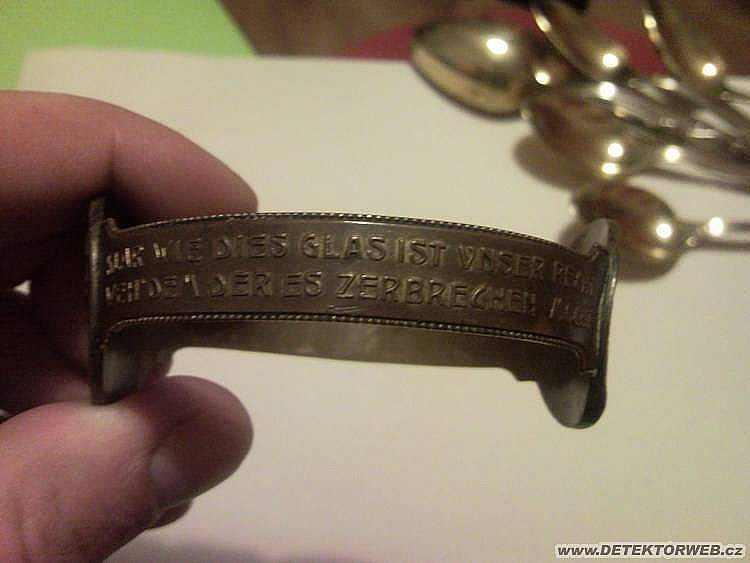 WIE DIES GLAS IST VNSER
DEM DER ES ZERBRECHEN
www.DETEKTORWEB.cz